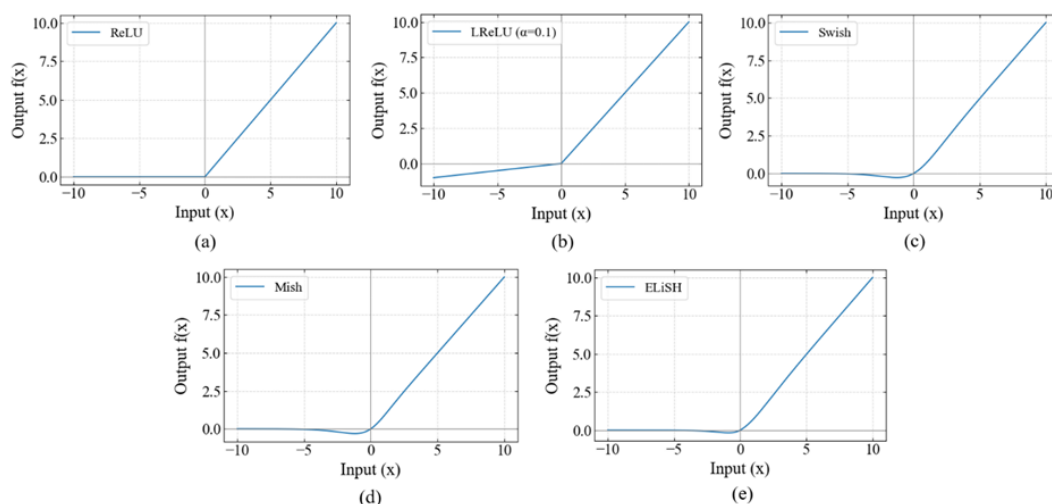 ReLU
10.0
7.5
5.0
2.5
0.0
Output f(x)
−10
−5
0
5
10
Input (x)
(a)
LReLU (α=0.1)
10.0
7.5
5.0
2.5
0.0
Output f(x)
−10
−5
0
5
10
Input (x)
(b)
Swish
10.0
7.5
5.0
2.5
0.0
Output f(x)
−10
−5
0
5
10
Input (x)
(c)
Mish
10.0
7.5
5.0
2.5
0.0
Output f(x)
−10
−5
0
5
10
Input (x)
(d)
ELiSH
10.0
7.5
5.0
2.5
0.0
Output f(x)
−10
−5
0
5
10
Input (x)
(e)